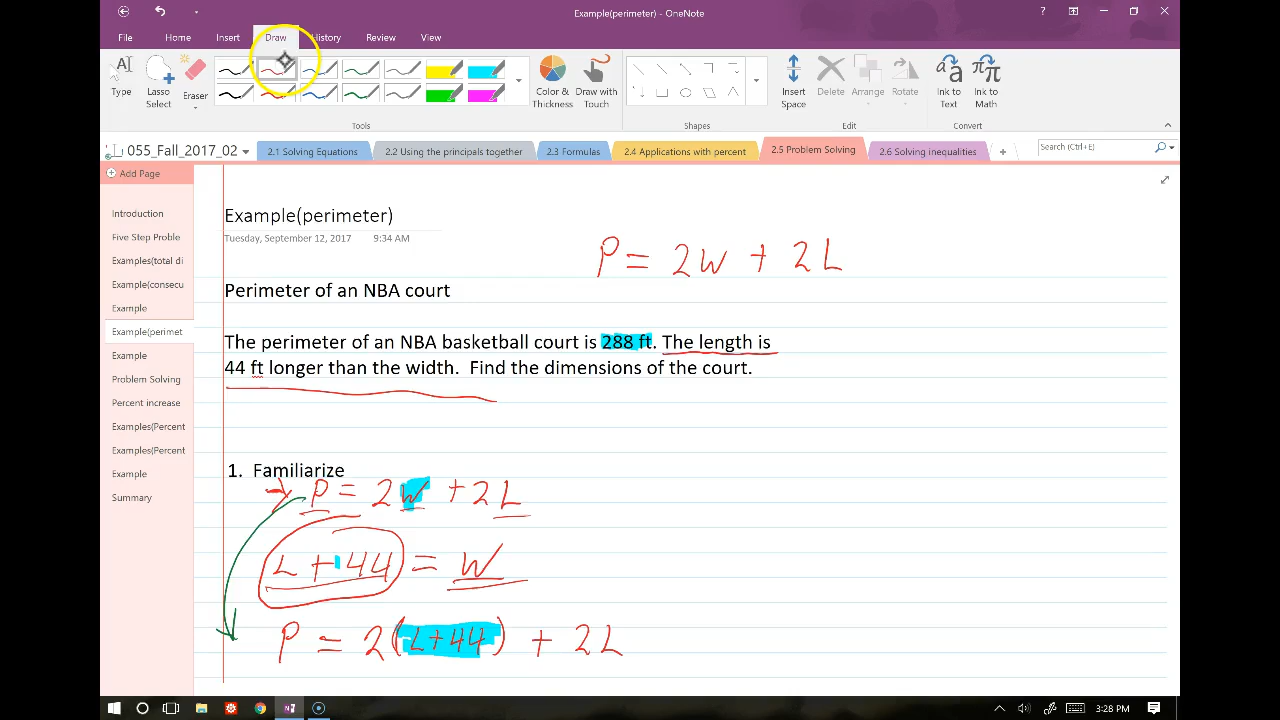 Example(perimeter) - OneNote
File Home Insert Draw History Review View
Type Lasso Select Eraser Color & Thickness Draw with Touch Insert Space Delete Arrange Rotate Ink to Text Ink to Math
Tools Shapes Edit Convert
055_Fall_2017_02 2.1 Solving Equations 2.2 Using the principals together 2.3 Formulas 2.4 Applications with percent 2.5 Problem Solving 2.6 Solving inequalities Search (Ctrl+E)
Add Page
Introduction
Five Step Proble
Examples(total di
Example(consecu
Example
Example(perimet
Example
Problem Solving
Percent increase
Examples(Percent
Examples(Percent
Example
Summary
Example(perimeter)
Tuesday, September 12, 2017 9:34 AM
P = 2W + 2L
Perimeter of an NBA court
The perimeter of an NBA basketball court is 288 ft. The length is
44 ft longer than the width. Find the dimensions of the court.
1. Familiarize
P = 2W + 2L
L + 44 = W
P = 2(L + 44) + 2L
3:28 PM